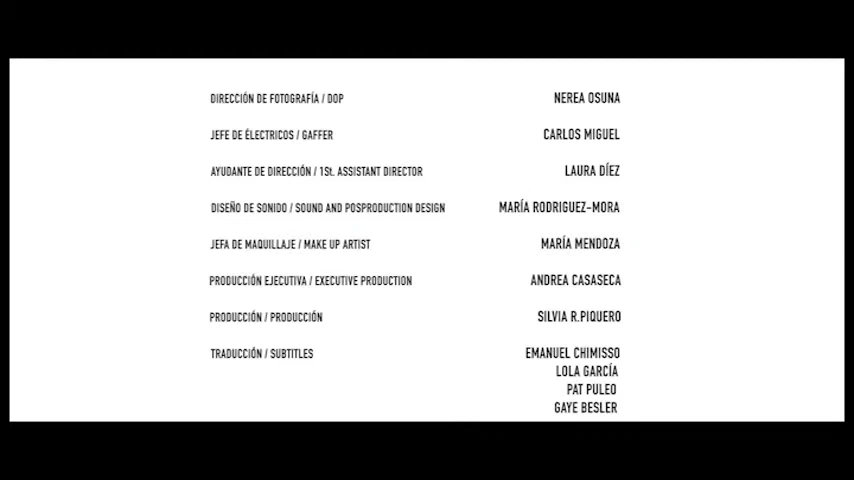 DIRECCIÓN DE FOTOGRAFÍA / DOP NEREA OSUNA
JEFE DE ÉLECTRICOS / GAFFER CARLOS MIGUEL
AYUDANTE DE DIRECCIÓN / 1St. ASSISTANT DIRECTOR LAURA DÍEZ
DISEÑO DE SONIDO / SOUND AND POSPRODUCTION DESIGN MARÍA RODRIGUEZ-MORA
JEFA DE MAQUILLAJE / MAKE UP ARTIST MARÍA MENDOZA
PRODUCCIÓN EJECUTIVA / EXECUTIVE PRODUCTION ANDREA CASASECA
PRODUCCIÓN / PRODUCCIÓN SILVIA R.PIQUERO
TRADUCCIÓN / SUBTITLES EMANUEL CHIMISSO
LOLA GARCÍA
PAT PULEO
GAYE BESLER